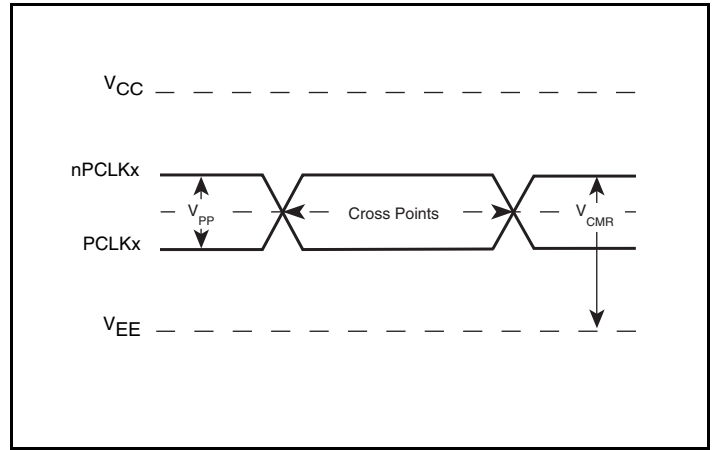 VCC
nPCLKx
VPP
Cross Points
VCMR
PCLKx
VEE